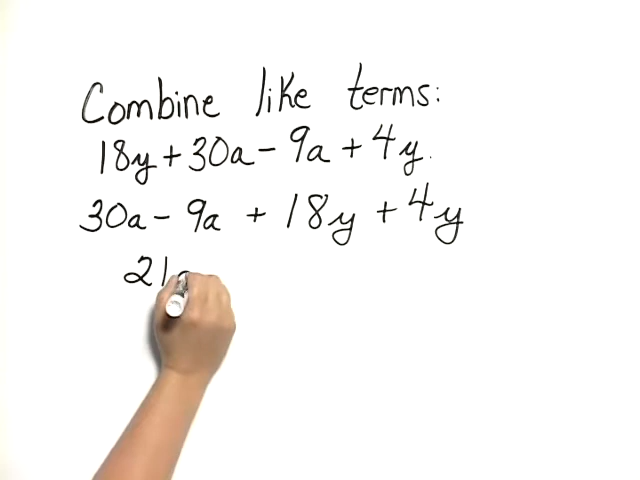 Combine like terms:
18y + 30a - 9a + 4y.
30a - 9a + 18y + 4y
21